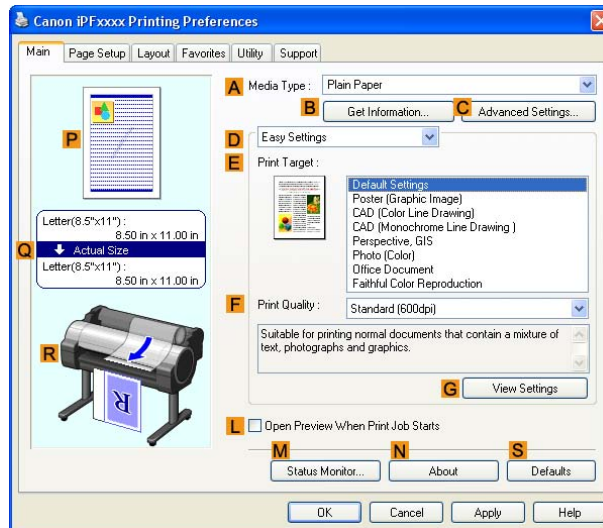 Canon iPFxxxx Printing Preferences
Main Page Setup Layout Favorites Utility Support
A Media Type : Plain Paper
B C
Get Information... Advanced Settings...
P
D Easy Settings
E Print Target :
Default Settings
Poster (Graphic Image)
CAD (Color Line Drawing)
CAD (Monochrome Line Drawing )
Perspective, GIS
Photo (Color)
Office Document
Faithful Color Reproduction
Letter(8.5"x11") :
8.50 in x 11.00 in
Q Actual Size
Letter(8.5"x11") :
8.50 in x 11.00 in
F Print Quality : Standard (600dpi)
Suitable for printing normal documents that contain a mixture of
text, photographs and graphics.
R
R
G View Settings
L Open Preview When Print Job Starts
M N S
Status Monitor... About Defaults
OK Cancel Apply Help